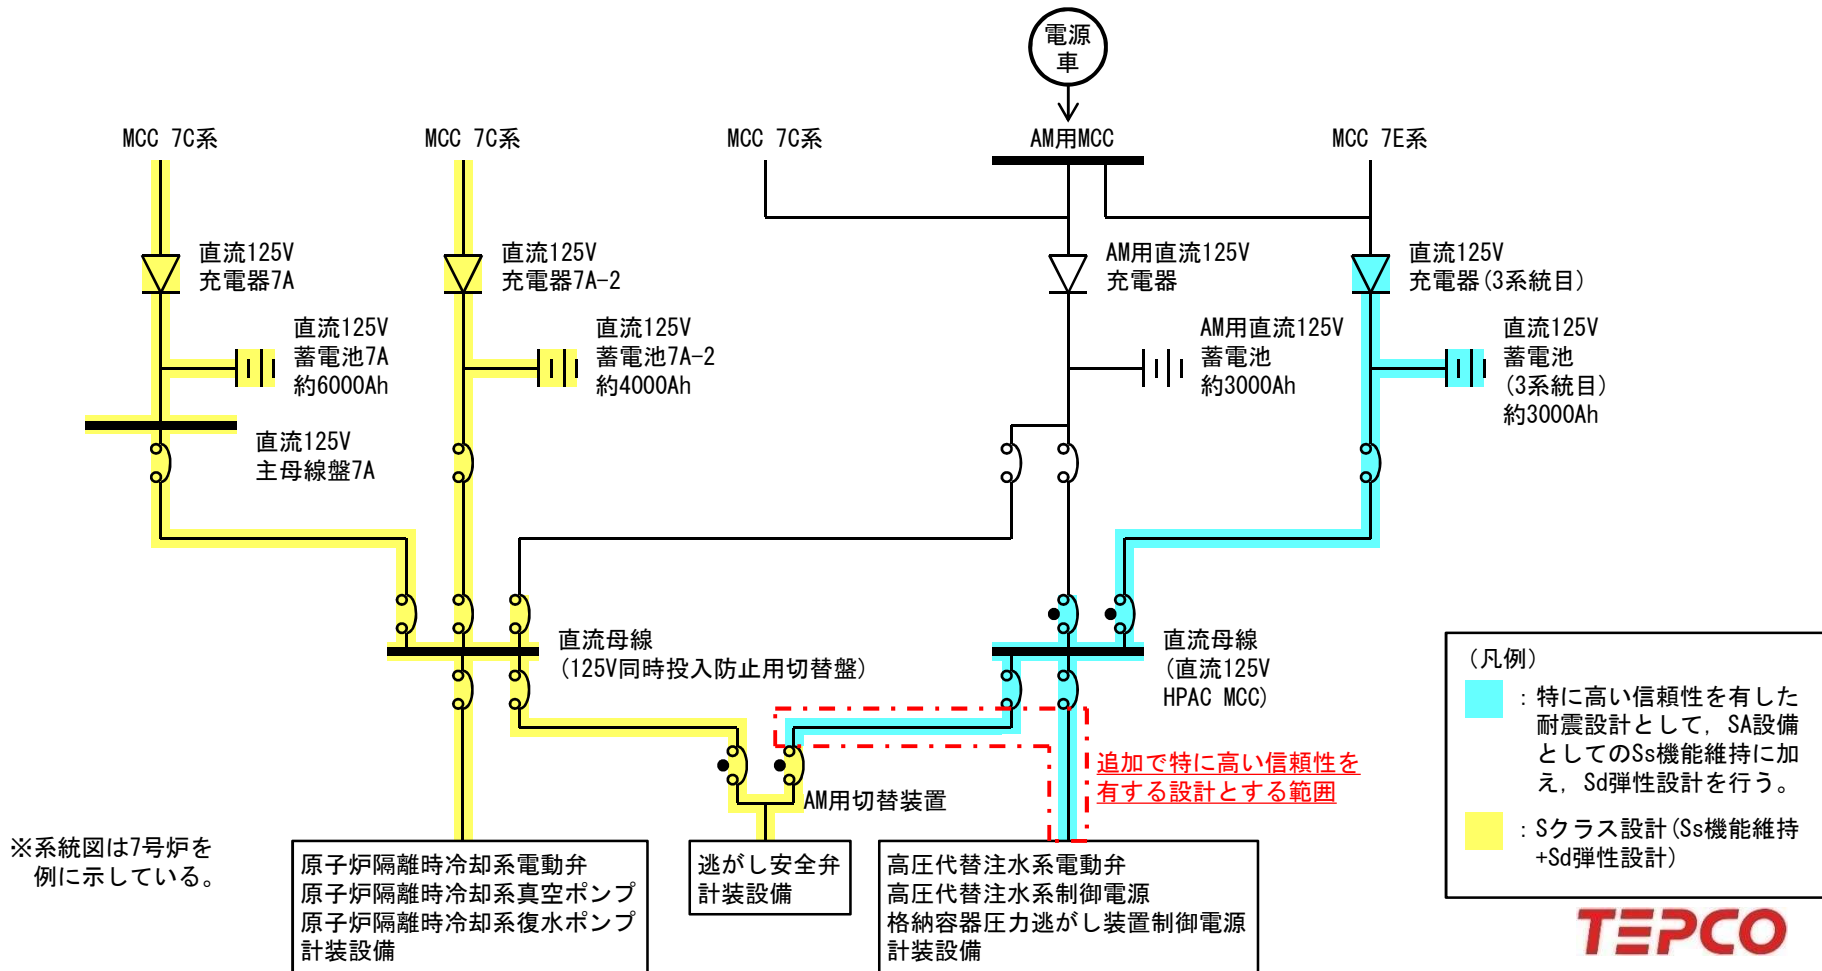 電源
車
MCC 7C系
MCC 7C系
MCC 7C系
AM用MCC
MCC 7E系
直流125V
充電器7A
直流125V
充電器7A-2
AM用直流125V
充電器
直流125V
充電器(3系統目)
直流125V
蓄電池7A
約6000Ah
直流125V
蓄電池7A-2
約4000Ah
AM用直流125V
蓄電池
約3000Ah
直流125V
蓄電池
(3系統目)
約3000Ah
直流125V
主母線盤7A
直流母線
(125V同時投入防止用切替盤)
直流母線
(直流125V
HPAC MCC)
追加で特に高い信頼性を
有する設計とする範囲
AM用切替装置
※系統図は7号炉を
例に示している。
原子炉隔離時冷却系電動弁
原子炉隔離時冷却系真空ポンプ
原子炉隔離時冷却系復水ポンプ
計装設備
逃がし安全弁
計装設備
高圧代替注水系電動弁
高圧代替注水系制御電源
格納容器圧力逃がし装置制御電源
計装設備
(凡例)
：特に高い信頼性を有した
耐震設計として，SA設備
としてのSs機能維持に加
え，Sd弾性設計を行う。
：Sクラス設計(Ss機能維持
+Sd弾性設計)
TEPCO